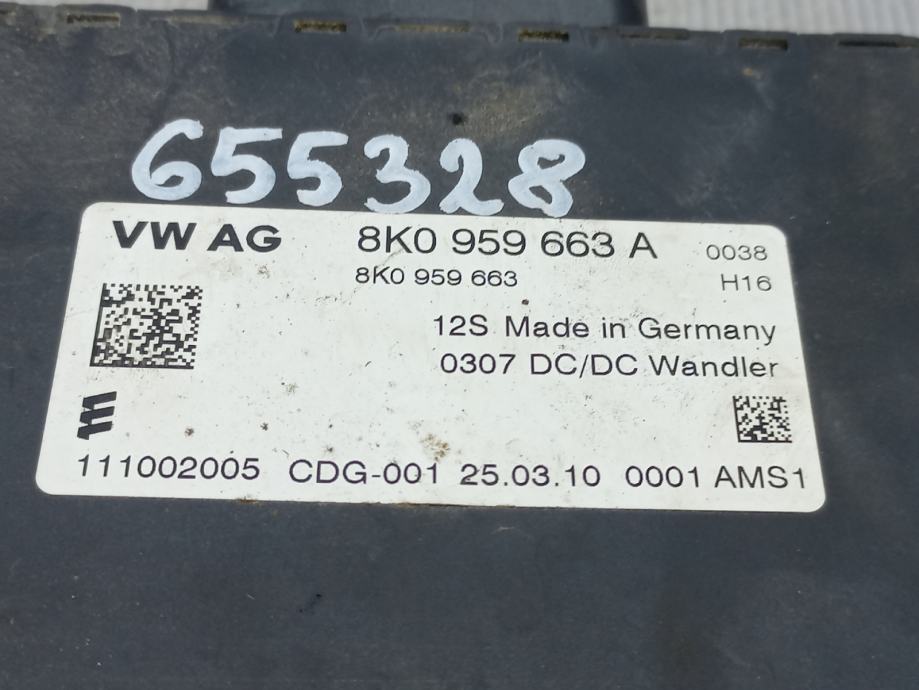 655328
VW AG 8K0 959 663 A 0038
8K0 959 663 H16
12S Made in Germany
0307 DC/DC Wandler
111002005 CDG-001 25.03.10 0001 AMS1